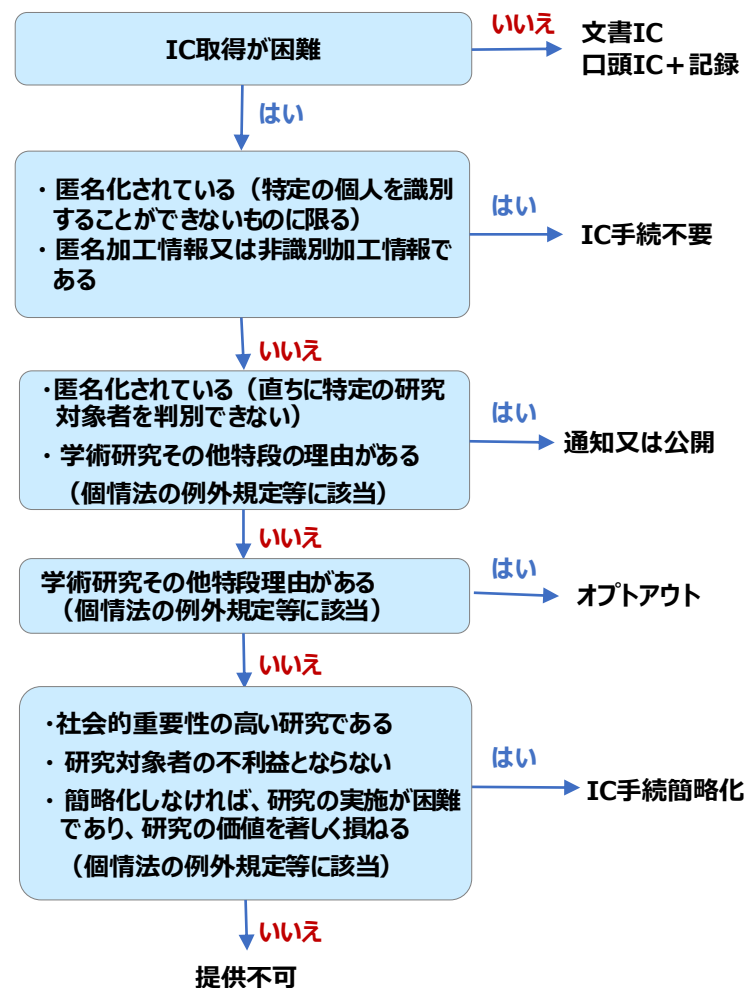 IC取得が困難
いいえ
文書IC
口頭IC＋記録
はい
・匿名化されている（特定の個人を識別
することができないものに限る）
・匿名加工情報又は非識別加工情報で
ある
はい
IC手続不要
いいえ
・匿名化されている（直ちに特定の研究
対象者を判別できない）
・学術研究その他特段の理由がある
（個情法の例外規定等に該当）
はい
通知又は公開
いいえ
学術研究その他特段理由がある
（個情法の例外規定等に該当）
はい
オプトアウト
いいえ
・社会的重要性の高い研究である
・研究対象者の不利益とならない
・簡略化しなければ、研究の実施が困難
であり、研究の価値を著しく損ねる
（個情法の例外規定等に該当）
はい
IC手続簡略化
いいえ
提供不可